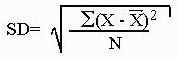 SD= √(Σ(X - X̄)² / N)